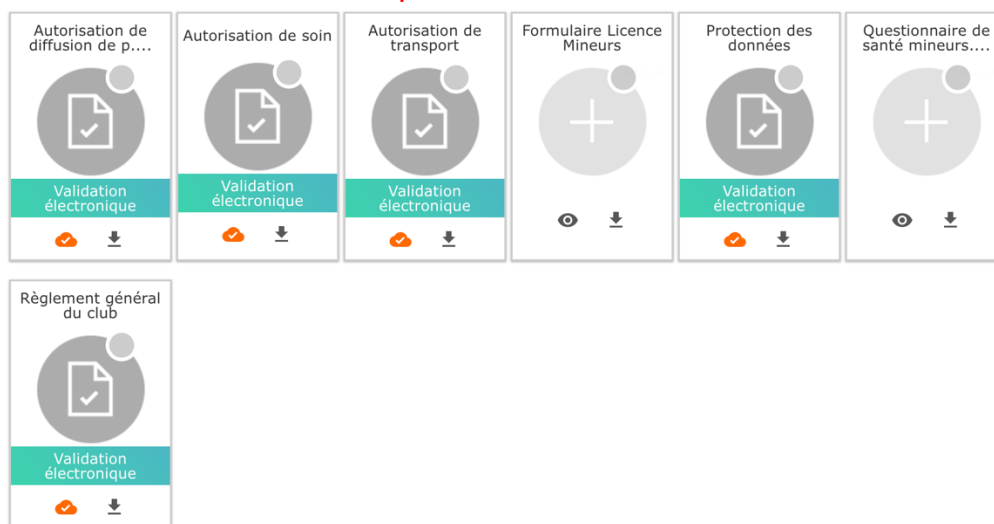 Autorisation de
diffusion de p....
Autorisation de soin
Autorisation de
transport
Formulaire Licence
Mineurs
Protection des
données
Questionnaire de
santé mineurs....
Validation
électronique
Validation
électronique
Validation
électronique
Validation
électronique
Règlement général
du club
Validation
électronique